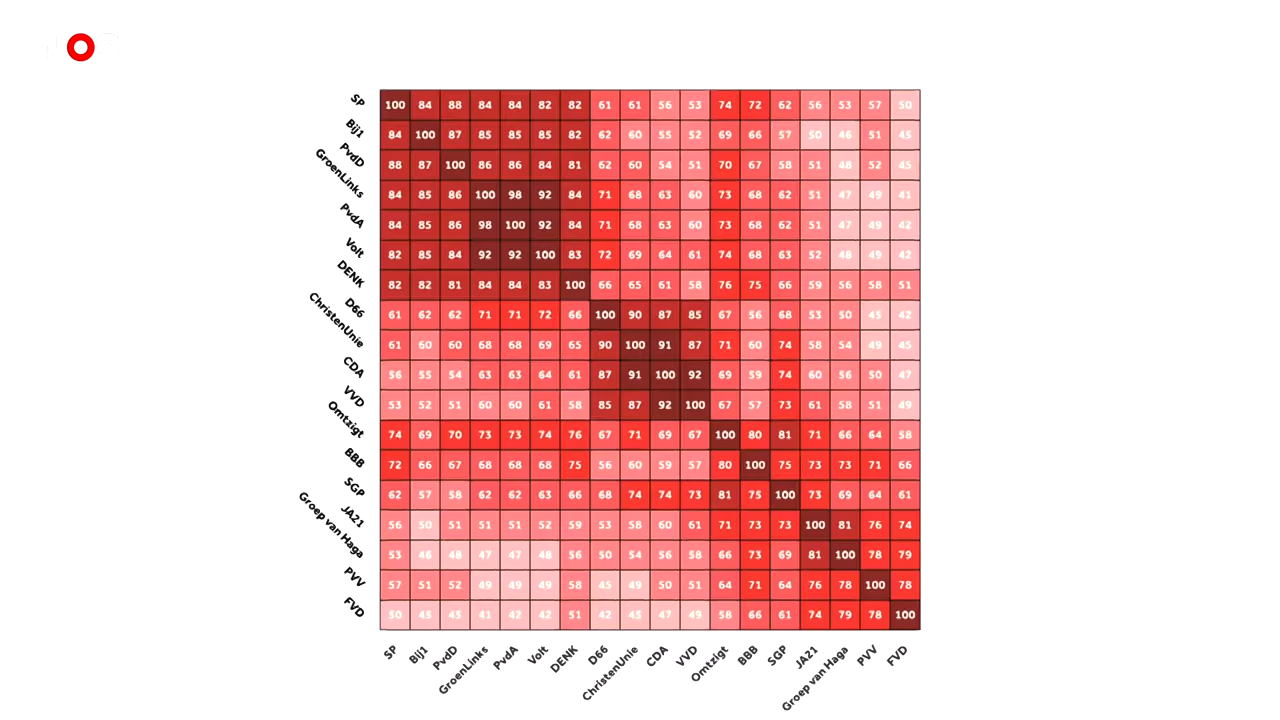 SP 100 84 88 84 84 82 82 61 61 56 53 74 72 62 56 53 57 50
Bij1 84 100 87 85 85 85 82 62 60 55 52 69 66 57 50 46 51 45
PvdD 88 87 100 86 86 84 81 62 60 54 51 70 67 58 51 48 52 45
GroenLinks 84 85 86 100 98 92 84 71 68 63 60 73 68 62 51 47 49 41
PvdA 84 85 86 98 100 92 84 71 68 63 60 73 68 62 51 47 49 42
Volt 82 85 84 92 92 100 83 72 69 64 61 74 68 63 52 48 49 42
DENK 82 82 81 84 84 83 100 66 65 61 58 76 75 66 59 56 58 51
D66 61 62 62 71 71 72 66 100 90 87 85 67 56 68 53 50 45 42
ChristenUnie 61 60 60 68 68 69 65 90 100 91 87 71 60 74 58 54 49 45
CDA 56 55 54 63 63 64 61 87 91 100 92 69 59 74 60 56 50 47
VVD 53 52 51 60 60 61 58 85 87 92 100 67 57 73 61 58 51 49
Omtzigt 74 69 70 73 73 74 76 67 71 69 67 100 80 81 71 66 64 58
BBB 72 66 67 68 68 68 75 56 60 59 57 80 100 75 73 73 71 66
SGP 62 57 58 62 62 63 66 68 74 74 73 81 75 100 73 69 64 61
JA21 56 50 51 51 51 52 59 53 58 60 61 71 73 73 100 81 76 74
Groep van Haga 53 46 48 47 47 48 56 50 54 56 58 66 73 69 81 100 78 79
PVV 57 51 52 49 49 49 58 45 49 50 51 64 71 64 76 78 100 78
FVD 50 45 45 41 42 42 51 42 45 47 49 58 66 61 74 79 78 100
SP Bij1 PvdD GroenLinks PvdA Volt DENK D66 ChristenUnie CDA VVD Omtzigt BBB SGP JA21 Groep van Haga PVV FVD